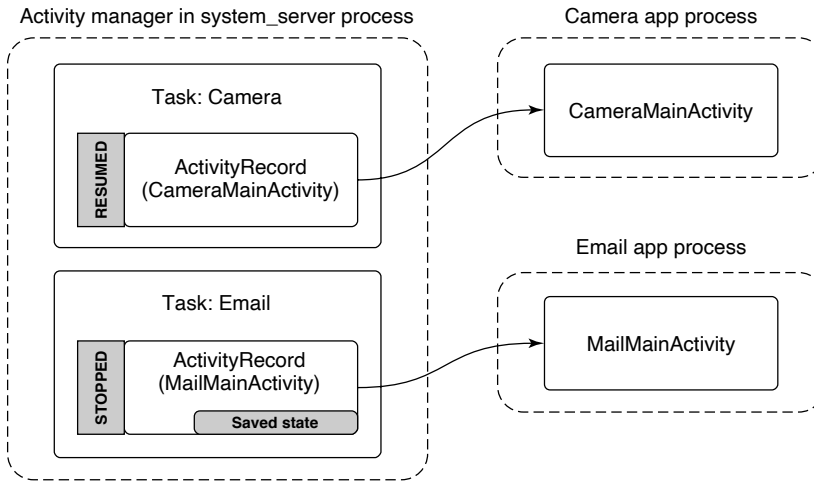 Activity manager in system_server process
Task: Camera
RESUMED
ActivityRecord
(CameraMainActivity)
Task: Email
STOPPED
ActivityRecord
(MailMainActivity)
Saved state
Camera app process
CameraMainActivity
Email app process
MailMainActivity